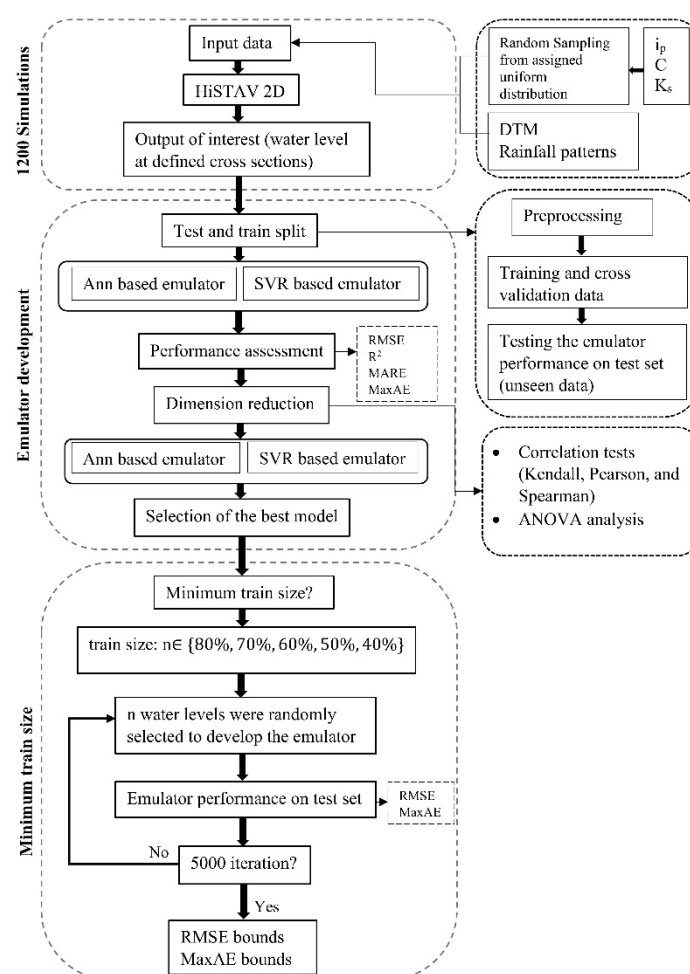 1200 Simulations
Input data
HiSTAV 2D
Output of interest (water level
at defined cross sections)
Random Sampling
from assigned
uniform
distribution
ip
C
Ks
DTM
Rainfall patterns
Emulator development
Test and train split
Ann based emulator
SVR based emulator
Performance assessment
RMSE
R²
MARE
MaxAE
Dimension reduction
Ann based emulator
SVR based emulator
Selection of the best model
Preprocessing
Training and cross
validation data
Testing the emulator
performance on test set
(unseen data)
• Correlation tests
(Kendall, Pearson, and
Spearman)
• ANOVA analysis
Minimum train size
Minimum train size?
train size: n∈ {80%, 70%, 60%, 50%, 40%}
n water levels were randomly
selected to develop the emulator
Emulator performance on test set
RMSE
MaxAE
No
5000 iteration?
Yes
RMSE bounds
MaxAE bounds